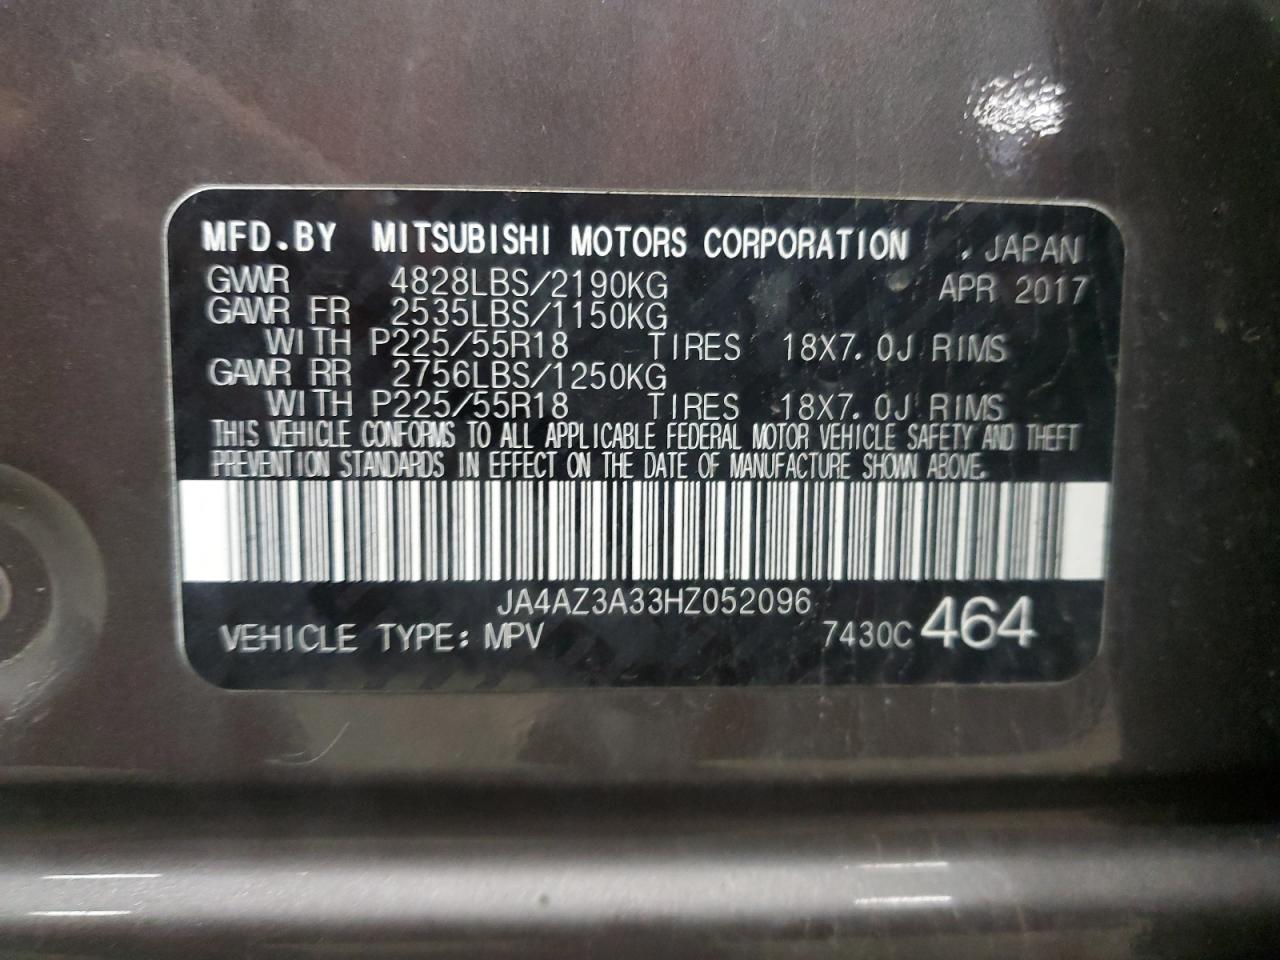 MFD.BY MITSUBISHI MOTORS CORPORATION . JAPAN
GVWR 4828LBS/2190KG APR 2017
GAWR FR 2535LBS/1150KG
WITH P225/55R18 TIRES 18X7.0J RIMS
GAWR RR 2756LBS/1250KG
WITH P225/55R18 TIRES 18X7.0J RIMS
THIS VEHICLE CONFORMS TO ALL APPLICABLE FEDERAL MOTOR VEHICLE SAFETY AND THEFT
PREVENTION STANDARDS IN EFFECT ON THE DATE OF MANUFACTURE SHOWN ABOVE.
JA4AZ3A33HZ052096
VEHICLE TYPE: MPV 7430C 464